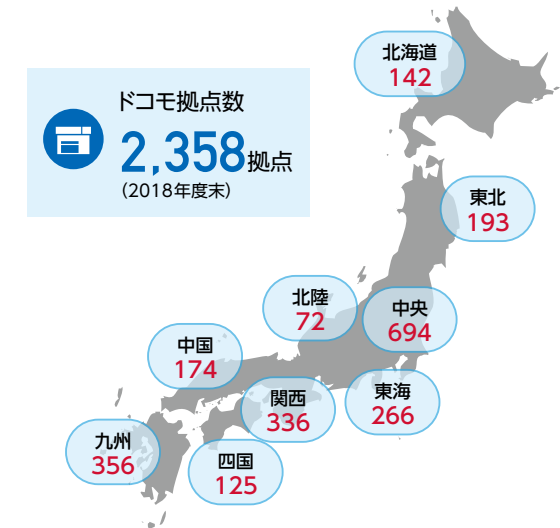 ドコモ拠点数
2,358拠点
(2018年度末)
北海道
142
東北
193
北陸
72
中央
694
中国
174
関西
336
東海
266
九州
356
四国
125